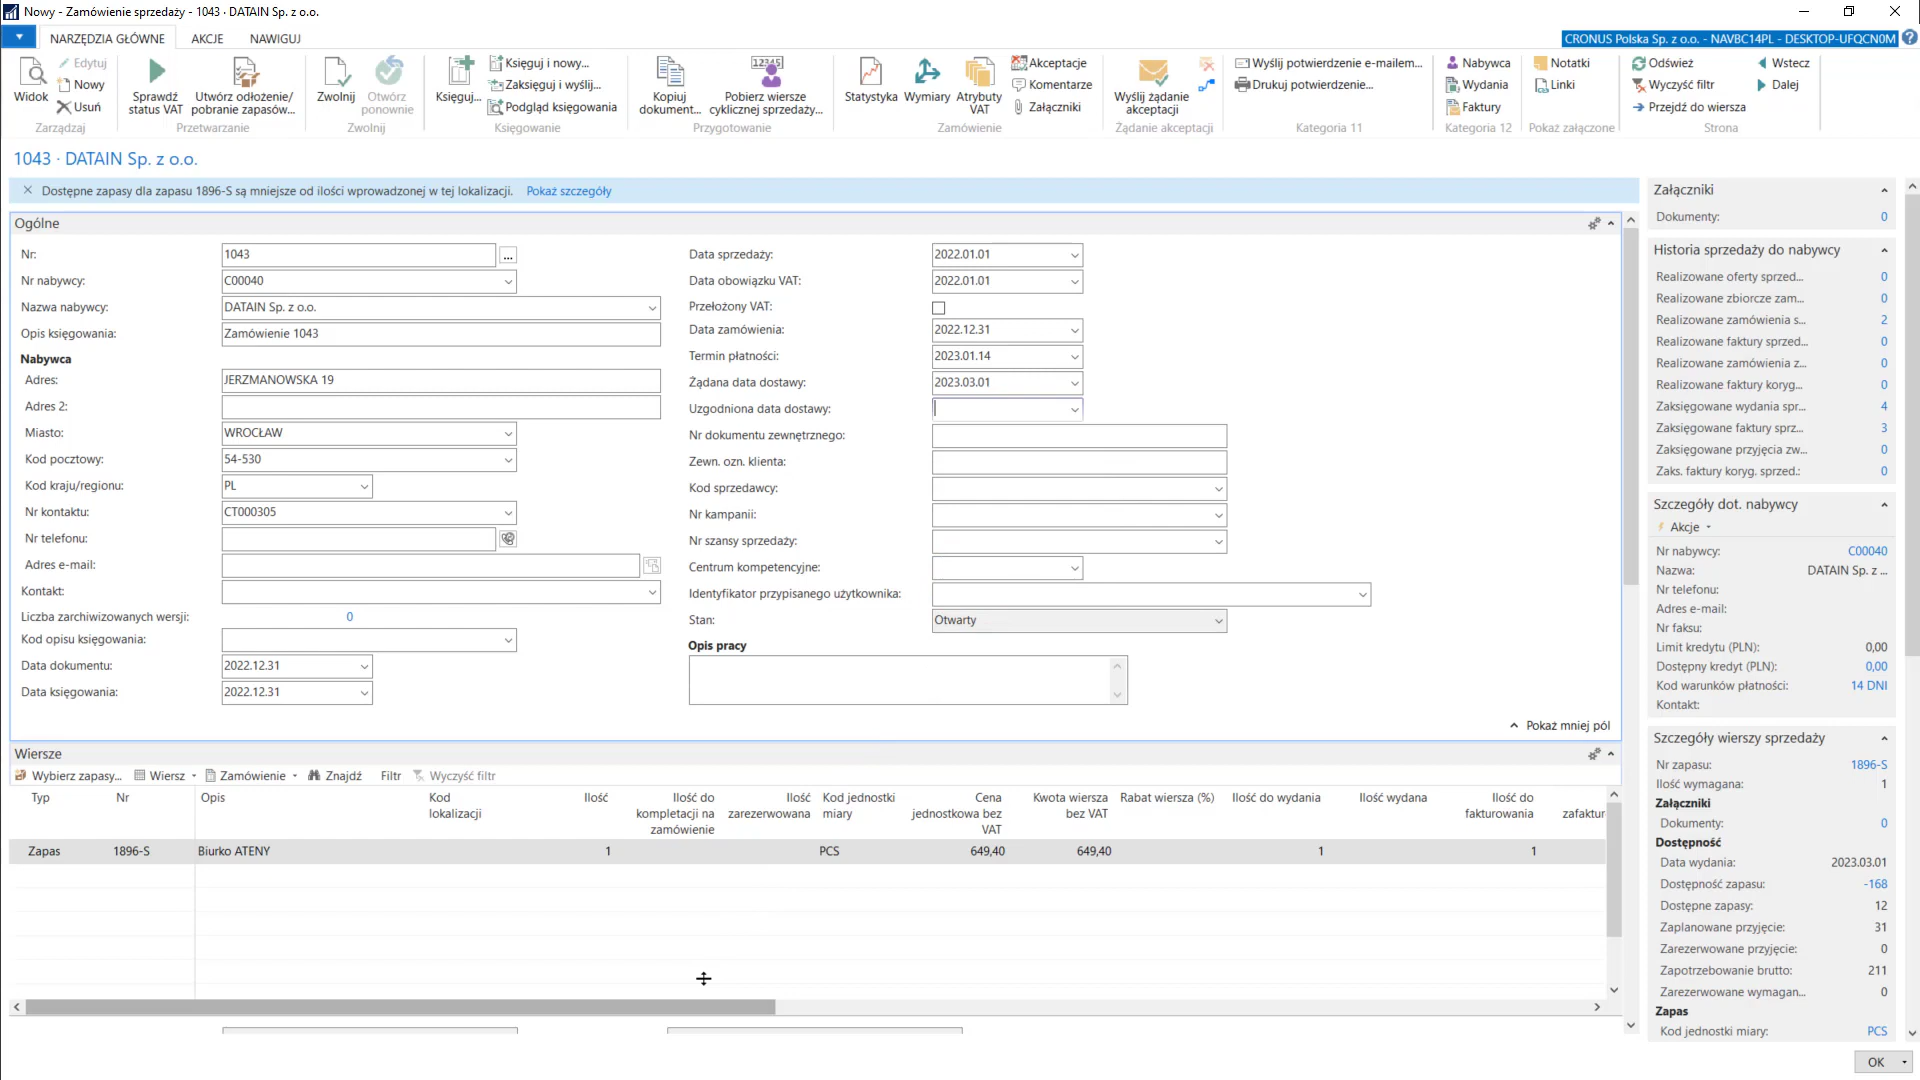 Nowy - Zamówienie sprzedaży - 1043 · DATAIN Sp. z o.o.
NARZĘDZIA GŁÓWNE AKCJE NAWIGUJ
CRONUS Polska Sp. z o.o. - NAVBC14PL - DESKTOP-UFQCN0M
Widok
Edytuj
Nowy
Usuń
Zarządzaj
Sprawdź status VAT
Utwórz odłożenie/ pobranie zapasów...
Przetwarzanie
Zwolnij
Otwórz ponownie
Zwolnij
Księguj...
Księguj i nowy...
Zaksięguj i wyślij...
Podgląd księgowania
Księgowanie
Kopiuj dokument...
12345
Pobierz wiersze cyklicznej sprzedaży...
Przygotowanie
Statystyka
Wymiary
Atrybuty VAT
Akceptacje
Komentarze
Załączniki
Zamówienie
Wyślij żądanie akceptacji
Żądanie akceptacji
Wyślij potwierdzenie e-mailem...
Drukuj potwierdzenie...
Kategoria 11
Nabywca
Wydania
Faktury
Kategoria 12
Notatki
Linki
Pokaż załączone
Odśwież
Wyczyść filtr
Przejdź do wiersza
Wstecz
Dalej
Strona
1043 · DATAIN Sp. z o.o.
Dostępne zapasy dla zapasu 1896-S są mniejsze od ilości wprowadzonej w tej lokalizacji. Pokaż szczegóły
Ogólne
Nr: 1043 ...
Nr nabywcy: C00040
Nazwa nabywcy: DATAIN Sp. z o.o.
Opis księgowania: Zamówienie 1043
Nabywca
Adres: JERZMANOWSKA 19
Adres 2:
Miasto: WROCŁAW
Kod pocztowy: 54-530
Kod kraju/regionu: PL
Nr kontaktu: CT000305
Nr telefonu:
Adres e-mail:
Kontakt:
Liczba zarchiwizowanych wersji: 0
Kod opisu księgowania:
Data dokumentu: 2022.12.31
Data księgowania: 2022.12.31
Data sprzedaży: 2022.01.01
Data obowiązku VAT: 2022.01.01
Przełożony VAT:
Data zamówienia: 2022.12.31
Termin płatności: 2023.01.14
Żądana data dostawy: 2023.03.01
Uzgodniona data dostawy:
Nr dokumentu zewnętrznego:
Zewn. ozn. klienta:
Kod sprzedawcy:
Nr kampanii:
Nr szansy sprzedaży:
Centrum kompetencyjne:
Identyfikator przypisanego użytkownika:
Stan: Otwarty
Opis pracy
Pokaż mniej pól
Wiersze
Wybierz zapasy... Wiersz Zamówienie Znajdź Filtr Wyczyść filtr
Typ Nr Opis Kod lokalizacji Ilość Ilość do kompletacji na zamówienie Ilość zarezerwowana Kod jednostki miary Cena jednostkowa bez VAT Kwota wiersza bez VAT Rabat wiersza (%) Ilość do wydania Ilość wydana Ilość do fakturowania zafaktur
Zapas 1896-S Biurko ATENY 1 PCS 649,40 649,40 1 1
Załączniki
Dokumenty: 0
Historia sprzedaży do nabywcy
Realizowane oferty sprzed... 0
Realizowane zbiorcze zam... 0
Realizowane zamówienia s... 2
Realizowane faktury sprzed... 0
Realizowane zamówienia z... 0
Realizowane faktury koryg... 0
Zaksięgowane wydania spr... 4
Zaksięgowane faktury sprz... 3
Zaksięgowane przyjęcia zw... 0
Zaks. faktury koryg. sprzed.: 0
Szczegóły dot. nabywcy
Akcje
Nr nabywcy: C00040
Nazwa: DATAIN Sp. z ...
Nr telefonu:
Adres e-mail:
Nr faksu:
Limit kredytu (PLN): 0,00
Dostępny kredyt (PLN): 0,00
Kod warunków płatności: 14 DNI
Kontakt:
Szczegóły wierszy sprzedaży
Nr zapasu: 1896-S
Ilość wymagana: 1
Załączniki
Dokumenty: 0
Dostępność
Data wydania: 2023.03.01
Dostępność zapasu: -168
Dostępne zapasy: 12
Zaplanowane przyjęcie: 31
Zarezerwowane przyjęcie: 0
Zapotrzebowanie brutto: 211
Zarezerwowane wymagan... 0
Zapas
Kod jednostki miary: PCS
OK